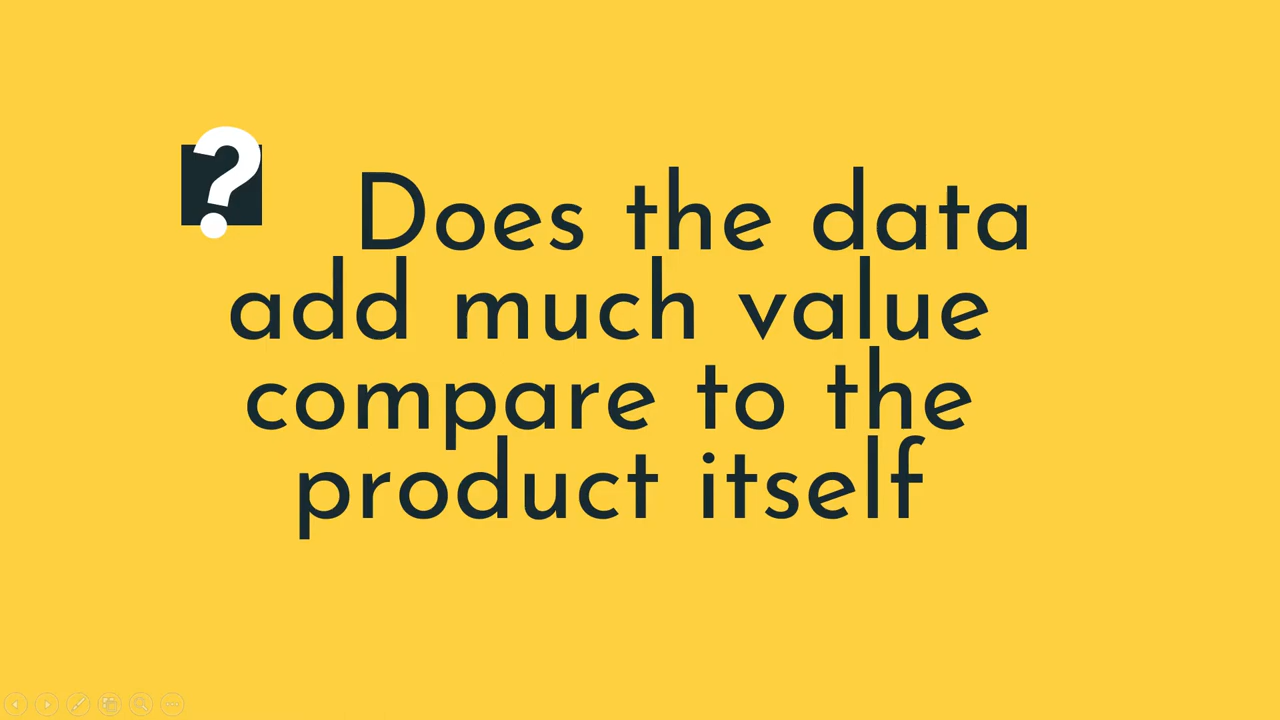 ?
Does the data
add much value
compare to the
product itself